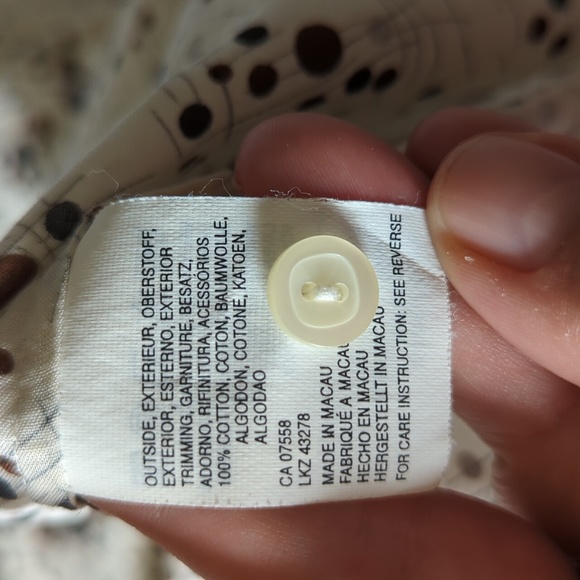 OUTSIDE, EXTERIEUR, OBERSTOFF,
EXTERIOR, ESTERNO, EXTERIOR
TRIMMING, GARNITURE, BESATZ,
ADORNO, RIFINITURA, ACESSORIOS
100% COTTON, COTON, BAUMWOLLE,
ALGODON, COTONE, KATOEN,
ALGODAO
CA 07558
LKZ 43278
MADE IN MACAU
FABRIQUÉ A MACAU
HECHO EN MACAU
HERGESTELLT IN MACAU
FOR CARE INSTRUCTION: SEE REVERSE